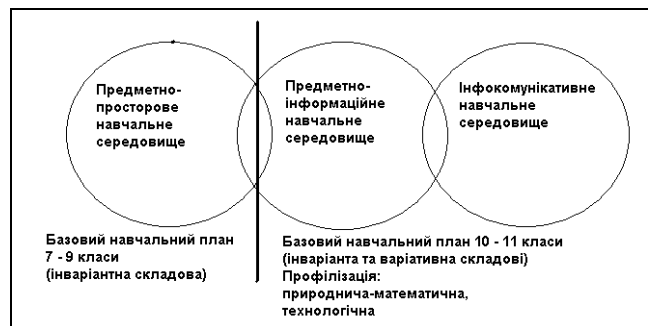 Предметно-
просторове
навчальне
середовище
Предметно-
інформаційне
навчальне
середовище
Інфокомунікативне
навчальне
середовище
Базовий навчальний план
7 - 9 класи
(інваріантна складова)
Базовий навчальний план 10 - 11 класи
(інваріанта та варіативна складові)
Профілізація:
природнича-математична,
технологічна